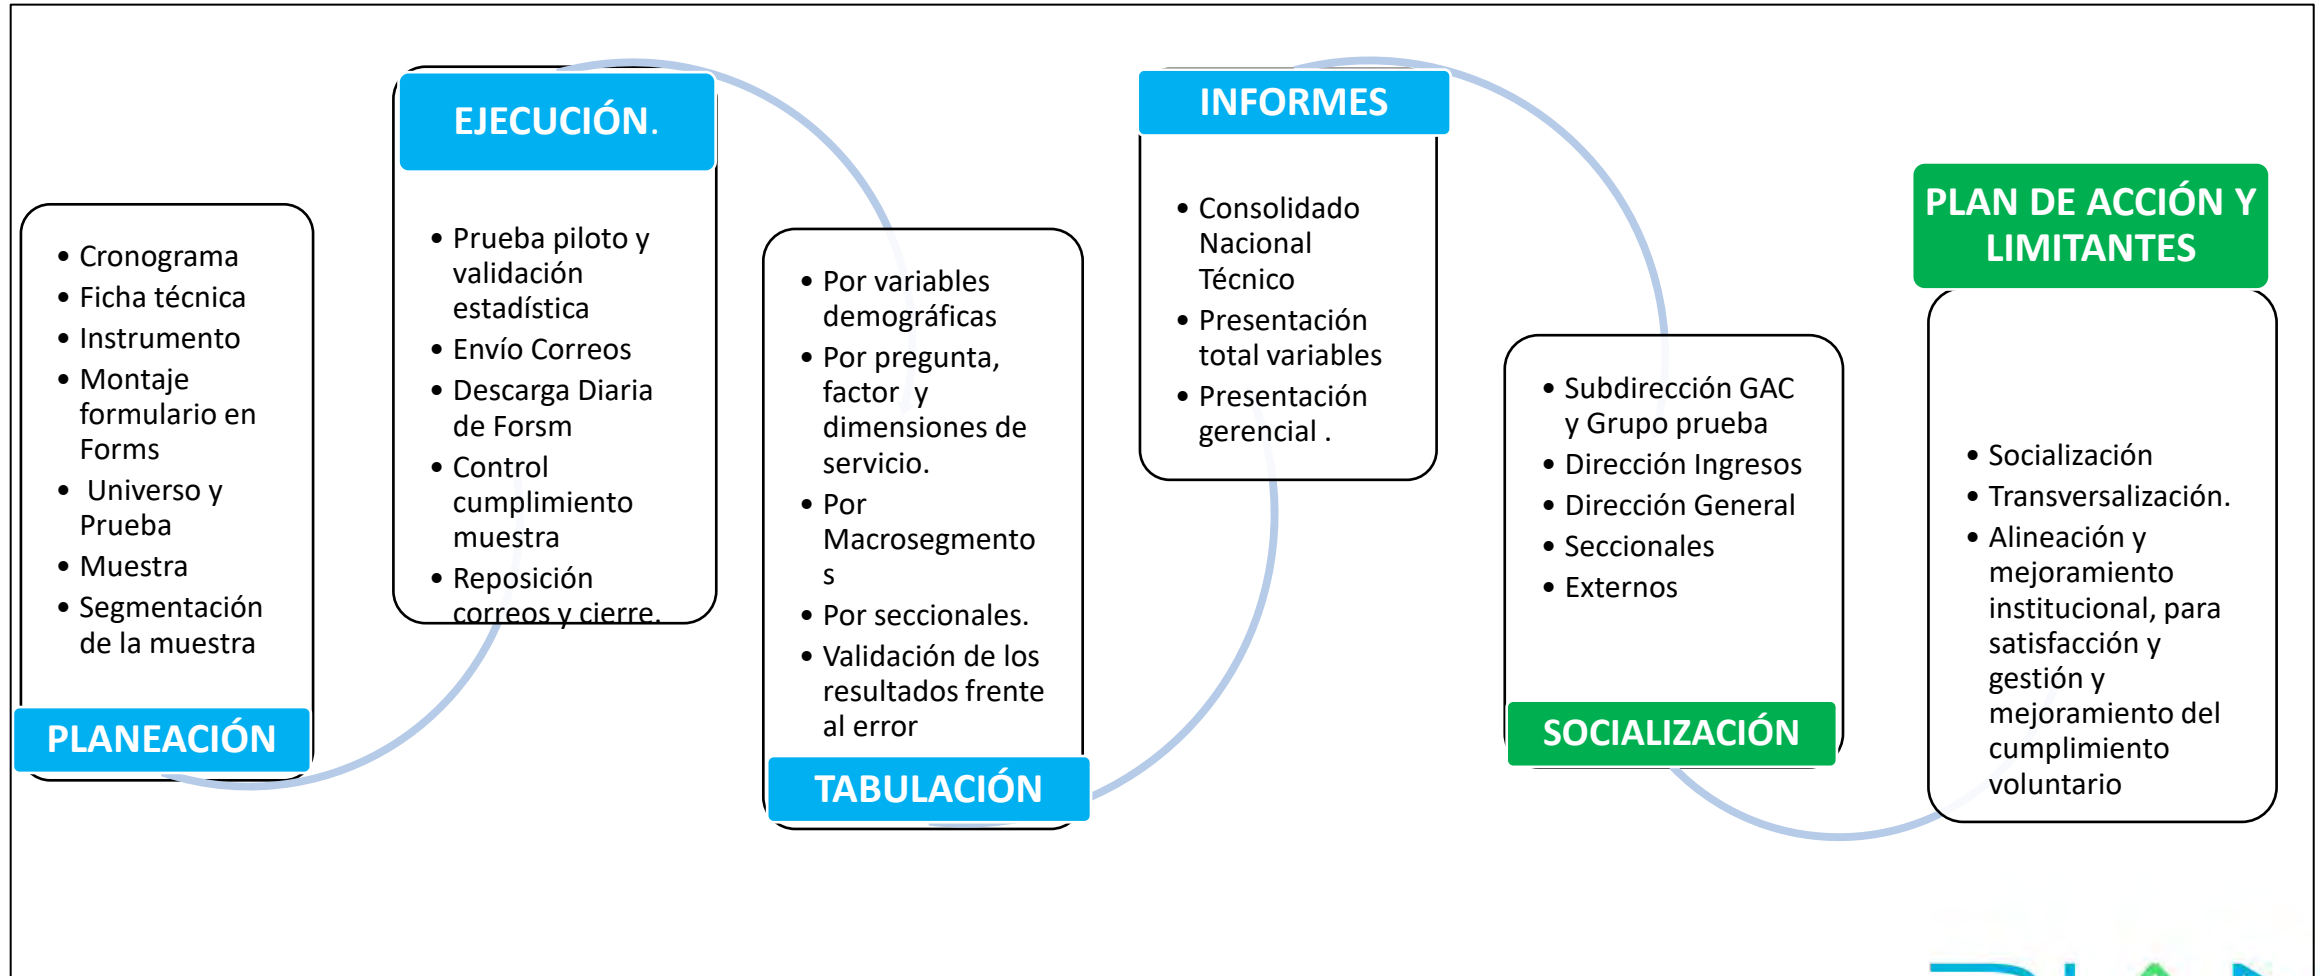 • Cronograma
• Ficha técnica
• Instrumento
• Montaje
formulario en
Forms
• Universo y
Prueba
• Muestra
• Segmentación
de la muestra
PLANEACIÓN
EJECUCIÓN.
• Prueba piloto y
validación
estadística
• Envío Correos
• Descarga Diaria
de Forsm
• Control
cumplimiento
muestra
• Reposición
correos y cierre.
• Por variables
demográficas
• Por pregunta,
factor y
dimensiones de
servicio.
• Por
Macrosegmento
s
• Por seccionales.
• Validación de los
resultados frente
al error
TABULACIÓN
INFORMES
• Consolidado
Nacional
Técnico
• Presentación
total variables
• Presentación
gerencial .
• Subdirección GAC
y Grupo prueba
• Dirección Ingresos
• Dirección General
• Seccionales
• Externos
SOCIALIZACIÓN
PLAN DE ACCIÓN Y
LIMITANTES
• Socialización
• Transversalización.
• Alineación y
mejoramiento
institucional, para
satisfacción y
gestión y
mejoramiento del
cumplimiento
voluntario